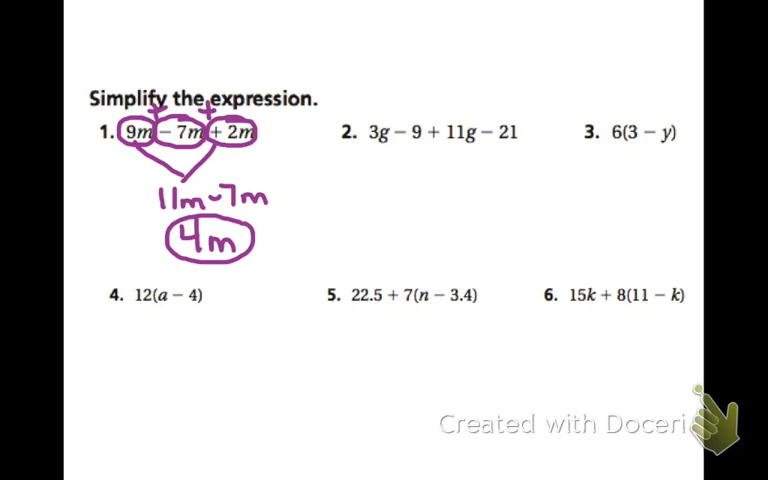 Simplify the expression.
+ +
1. 9m − 7m + 2m
2. 3g − 9 + 11g − 21
3. 6(3 − y)
11m - 7m
4m
4. 12(a − 4)
5. 22.5 + 7(n − 3.4)
6. 15k + 8(11 − k)
Created with Doceri